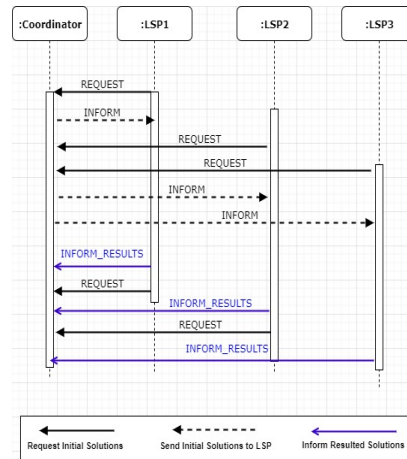 :Coordinator :LSP1 :LSP2 :LSP3
REQUEST
INFORM
REQUEST
REQUEST
INFORM
INFORM
INFORM_RESULTS
REQUEST
INFORM_RESULTS
REQUEST
INFORM_RESULTS
Request Initial Solutions Send Initial Solutions to LSP Inform Resulted Solutions